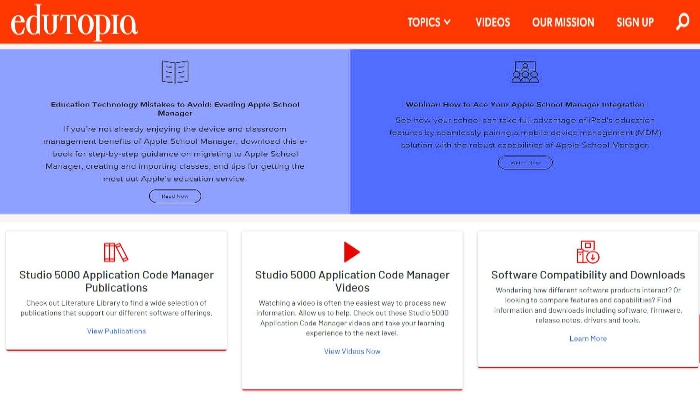 edutopia
TOPICS VIDEOS OUR MISSION SIGN UP
Education Technology Mistakes to Avoid: Evading Apple School
Manager
If you're not already enjoying the device and classroom
management benefits of Apple School Manager, download this e-
book for step-by-step guidance on migrating to Apple School
Manager, creating and importing classes, and tips for getting the
most out Apple's education service.
Read Now
Webinar: How to Ace Your Apple School Manager Integration
See how your school can take full advantage of iPad's education
features by seamlessly pairing a mobile device management (MDM)
solution with the robust capabilities of Apple School Manager.
Watch Now
Studio 5000 Application Code Manager
Publications
Check out Literature Library to find a wide selection of
publications that support our different software offerings.
View Publications
Studio 5000 Application Code Manager
Videos
Watching a video is often the easiest way to process new
information. Allow us to help. Check out these Studio 5000
Application Code Manager videos and take your learning
experience to the next level.
View Videos Now
Software Compatibility and Downloads
Wondering how different software products interact? Or
looking to compare features and capabilities? Find
information and downloads including software, firmware,
release notes, drivers and tools.
Learn More